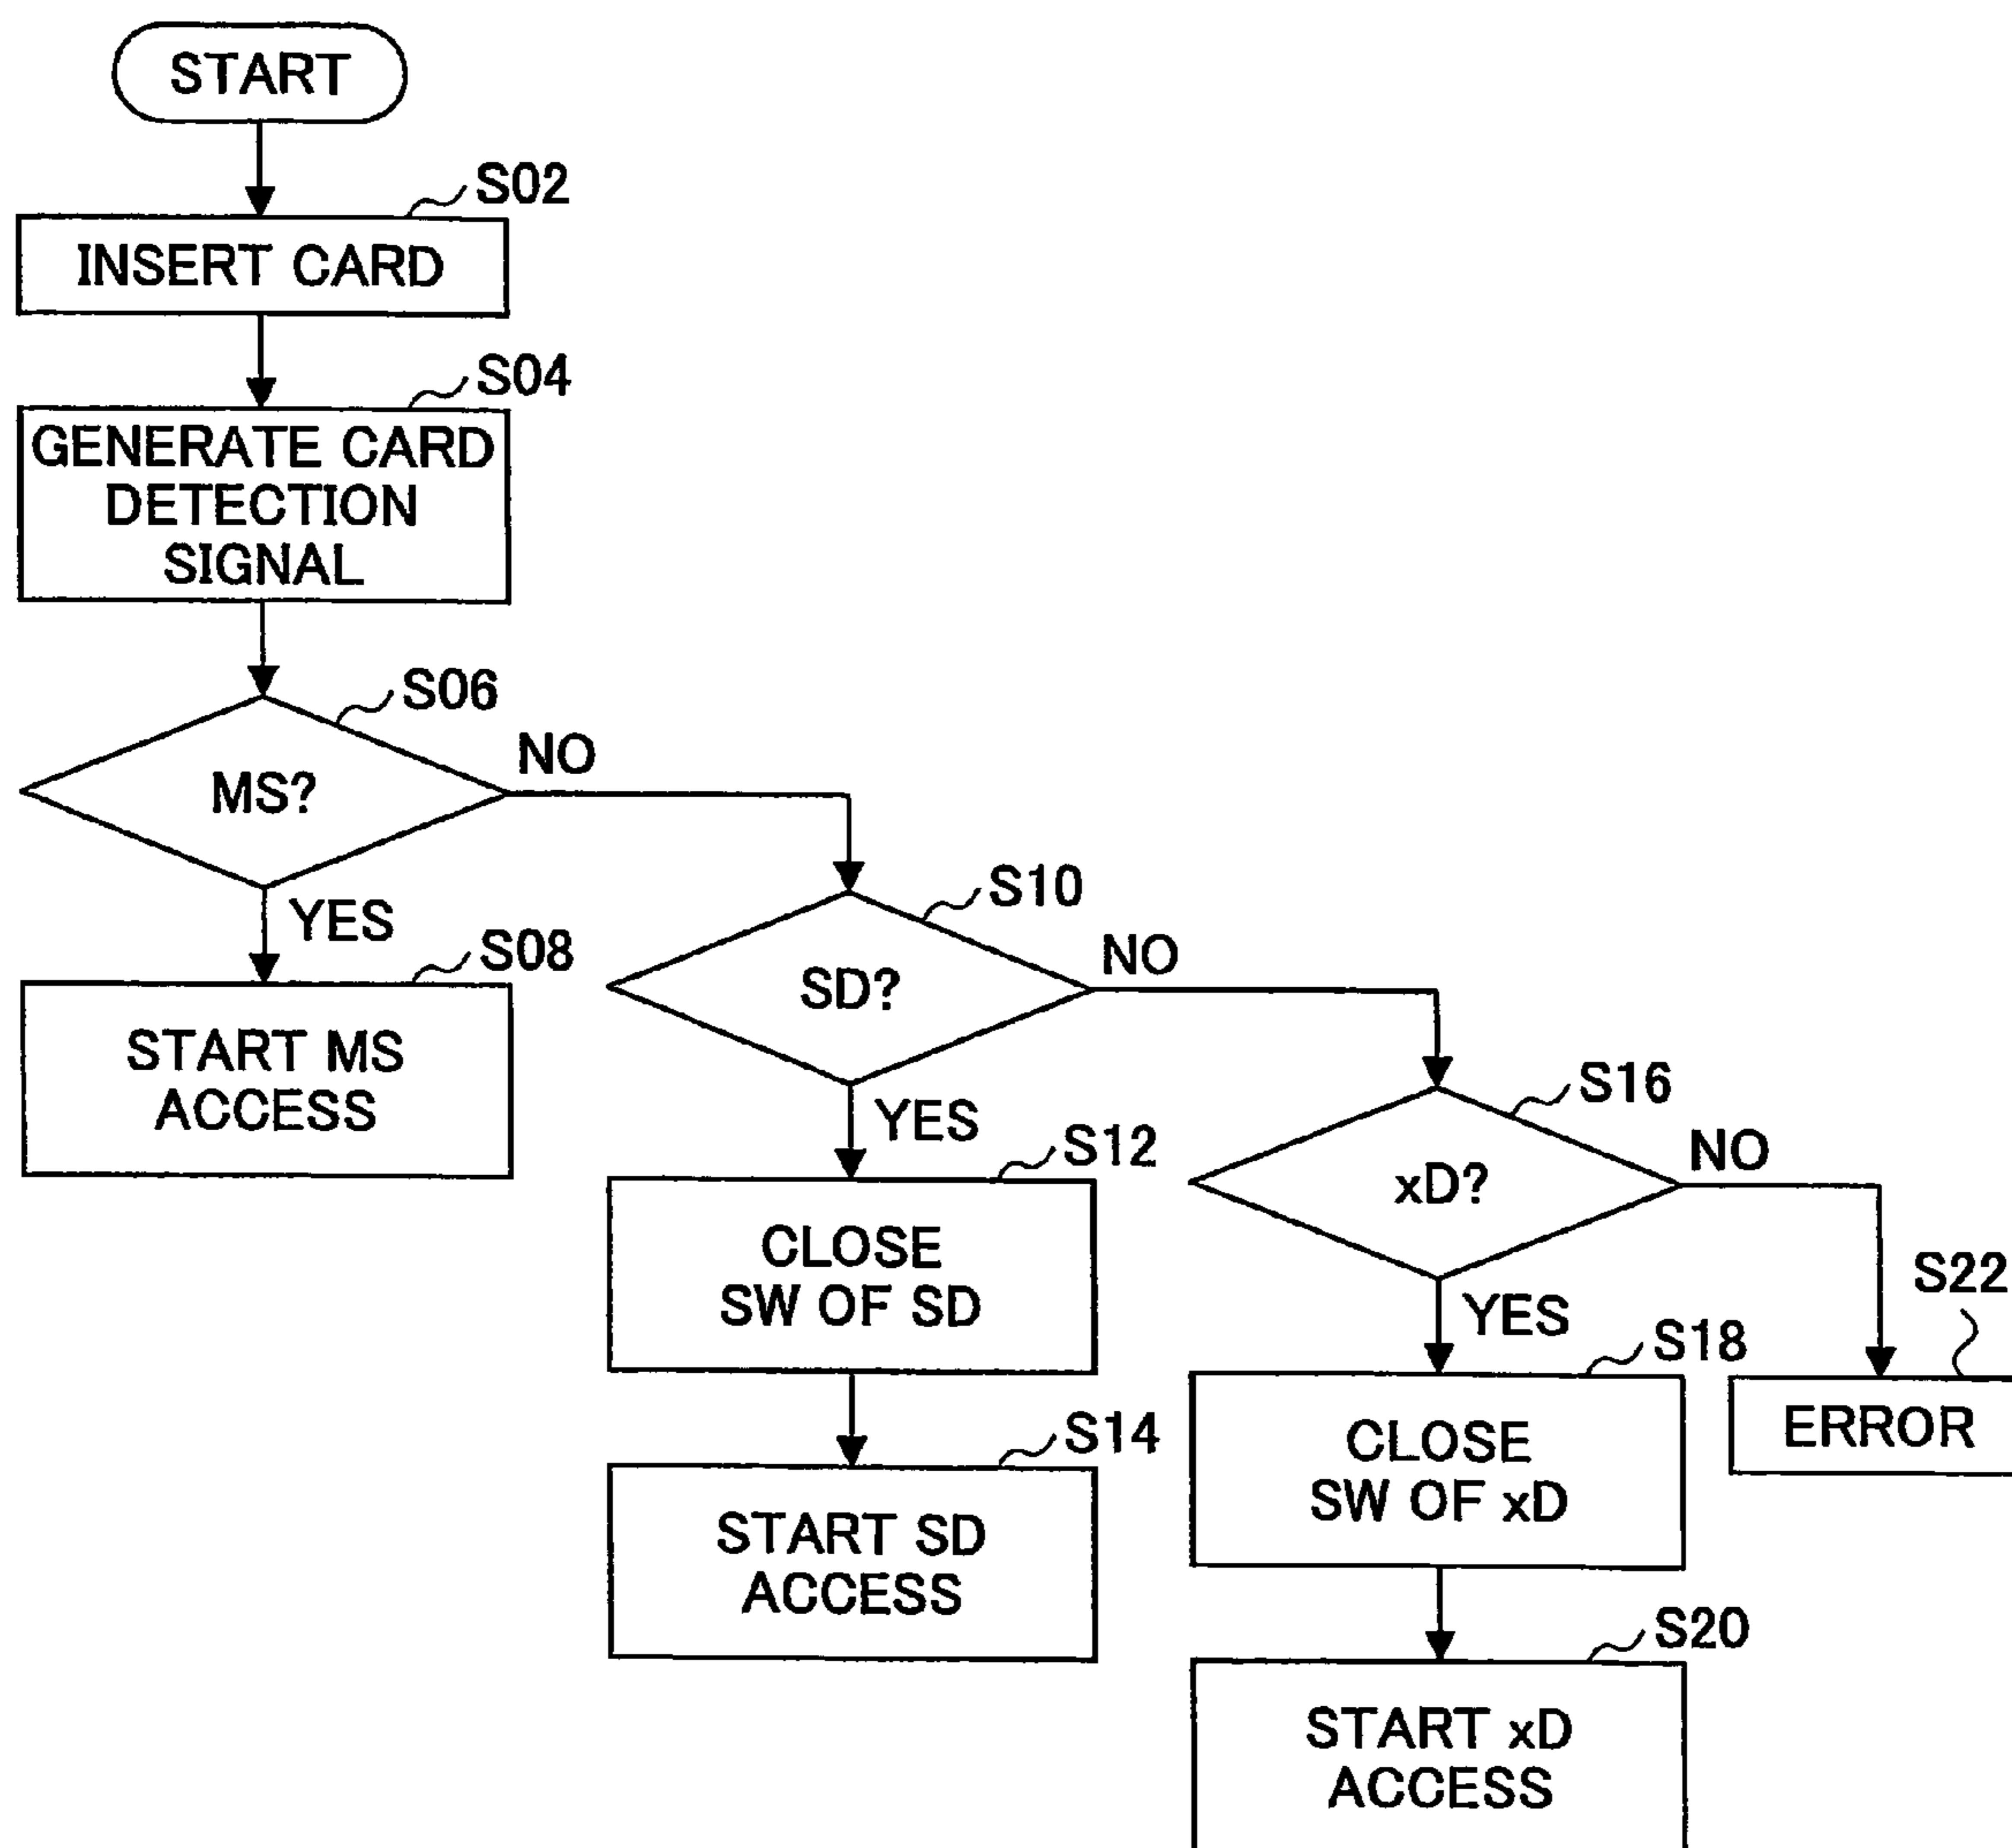 START
S02
INSERT CARD
S04
GENERATE CARD
DETECTION
SIGNAL
S06
MS?
NO
YES
S08
START MS
ACCESS
S10
SD?
NO
YES
S12
CLOSE
SW OF SD
S14
START SD
ACCESS
S16
xD?
NO
YES
S18
CLOSE
SW OF xD
S20
START xD
ACCESS
S22
ERROR